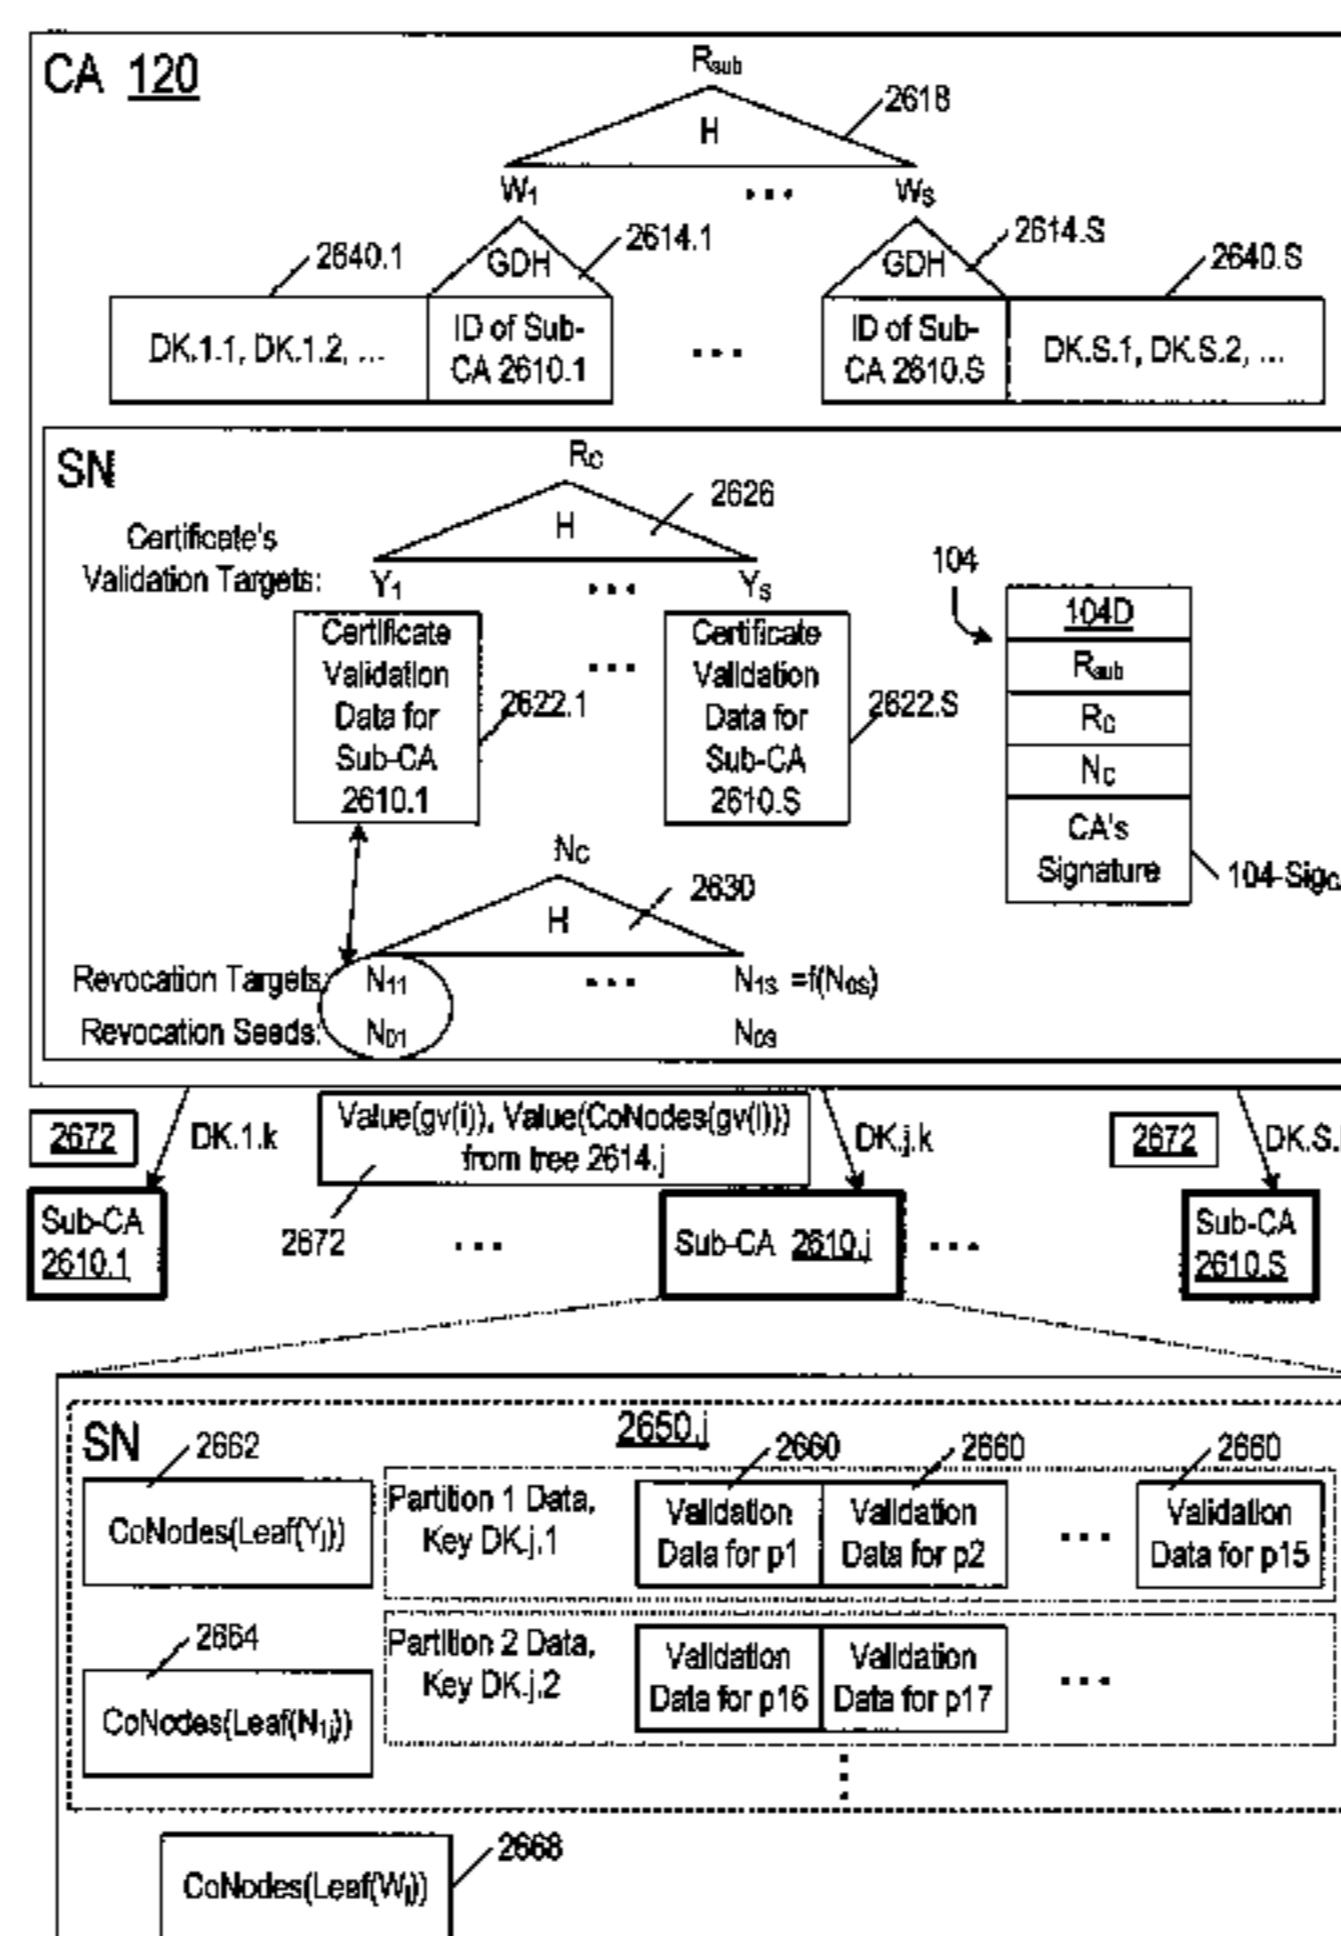 CA 120
Rsub
2618
H
W1 ... WS
2640.1
2614.1
2614.S
2640.S
GDH
GDH
DK.1.1, DK.1.2, ...
ID of Sub-
CA 2610.1
...
ID of Sub-
CA 2610.S
DK.S.1, DK.S.2, ...
SN
RC
2626
H
Certificate's
Validation Targets:
Y1 ... YS
Certificate
Validation
Data for
Sub-CA
2610.1
2622.1
...
Certificate
Validation
Data for
Sub-CA
2610.S
2622.S
104
104D
Rsub
RC
NC
CA's
Signature
NC
2630
H
Revocation Targets: N11 ... N1S =f(N0S)
Revocation Seeds: N01 N0S
2672
DK.1.k
Value(gv(i)), Value(CoNodes(gv(i)))
from tree 2614.j
DK.j.k
2672
Sub-CA
2610.1
2672
...
Sub-CA 2610.j
...
Sub-CA
2610.S
SN
2662
2650.j
2660
2660
2660
CoNodes(Leaf(Yj))
Partition 1 Data,
Key DK.j.1
Validation
Data for p1
Validation
Data for p2
...
Validation
Data for p15
2664
CoNodes(Leaf(N1j))
Partition 2 Data,
Key DK.j.2
Validation
Data for p16
Validation
Data for p17
...
2668
CoNodes(Leaf(Wj))